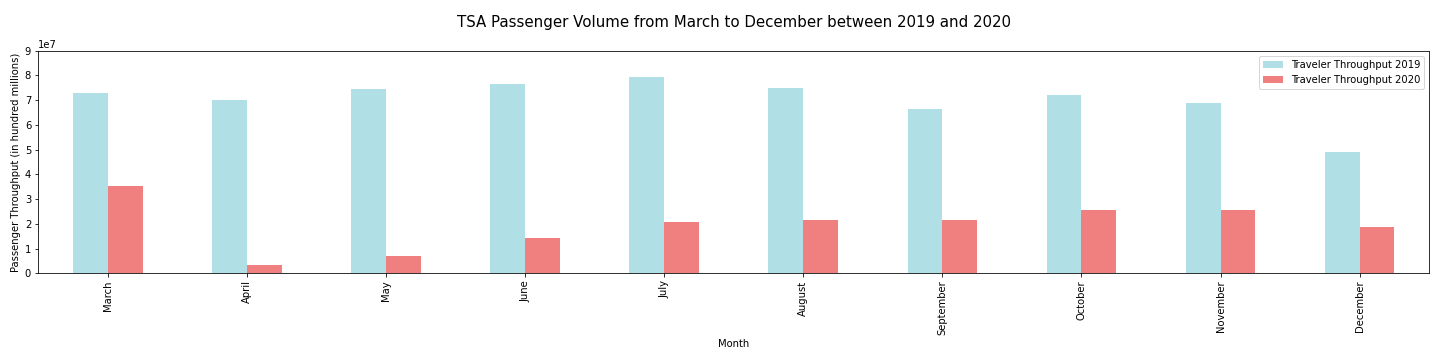 TSA Passenger Volume from March to December between 2019 and 2020
1e7
Traveler Throughput 2019
Traveler Throughput 2020
Passenger Throughput (in hundred millions)
9
8
7
6
5
4
3
2
1
0
March
April
May
June
July
August
September
October
November
December
Month